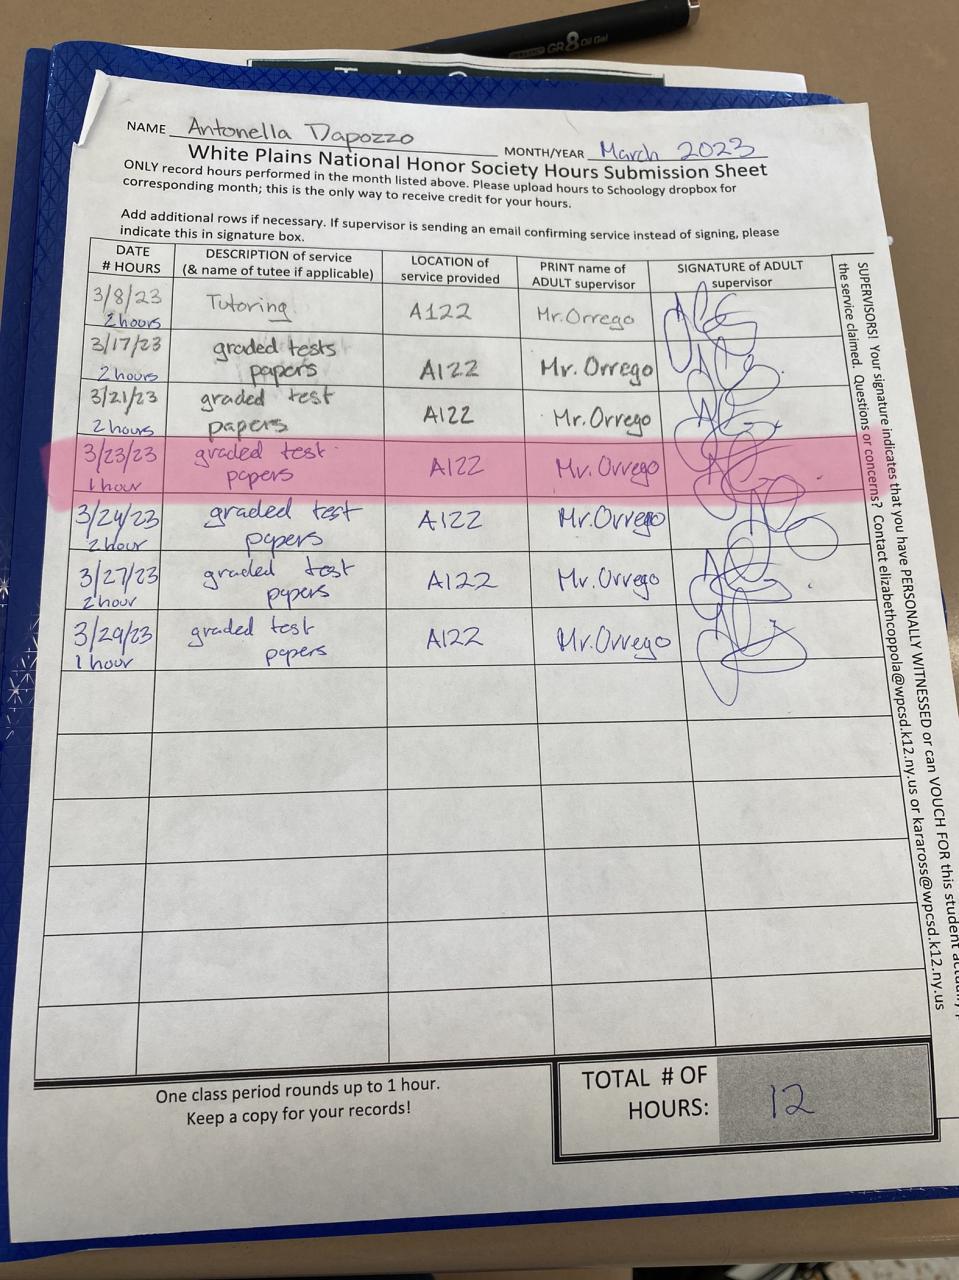 GR8 Oil Gel
NAME Antonella Dapozzo
MONTH/YEAR March 2023
White Plains National Honor Society Hours Submission Sheet
ONLY record hours performed in the month listed above. Please upload hours to Schoology dropbox for
corresponding month; this is the only way to receive credit for your hours.
Add additional rows if necessary. If supervisor is sending an email confirming service instead of signing, please
indicate this in signature box.
DATE
# HOURS
DESCRIPTION of service
(& name of tutee if applicable)
LOCATION of
service provided
PRINT name of
ADULT supervisor
SIGNATURE of ADULT
supervisor
3/8/23
2 hours
Tutoring
A122
Mr. Orrego
3/17/23
2 hours
graded tests
papers
A122
Mr. Orrego
3/21/23
2 hours
graded test
papers
A122
Mr. Orrego
3/23/23
1 hour
graded test
papers
A122
Mr. Orrego
3/24/23
2 hour
graded test
papers
A122
Mr. Orrego
3/27/23
2 hour
graded test
papers
A122
Mr. Orrego
3/29/23
1 hour
graded test
papers
A122
Mr. Orrego
SUPERVISORS! Your signature indicates that you have PERSONALLY WITNESSED or can VOUCH FOR this student
the service claimed. Questions or concerns? Contact elizabethcoppola@wpcsd.k12.ny.us or karaross@wpcsd.k12.ny.us
One class period rounds up to 1 hour.
Keep a copy for your records!
TOTAL # OF
HOURS:
12